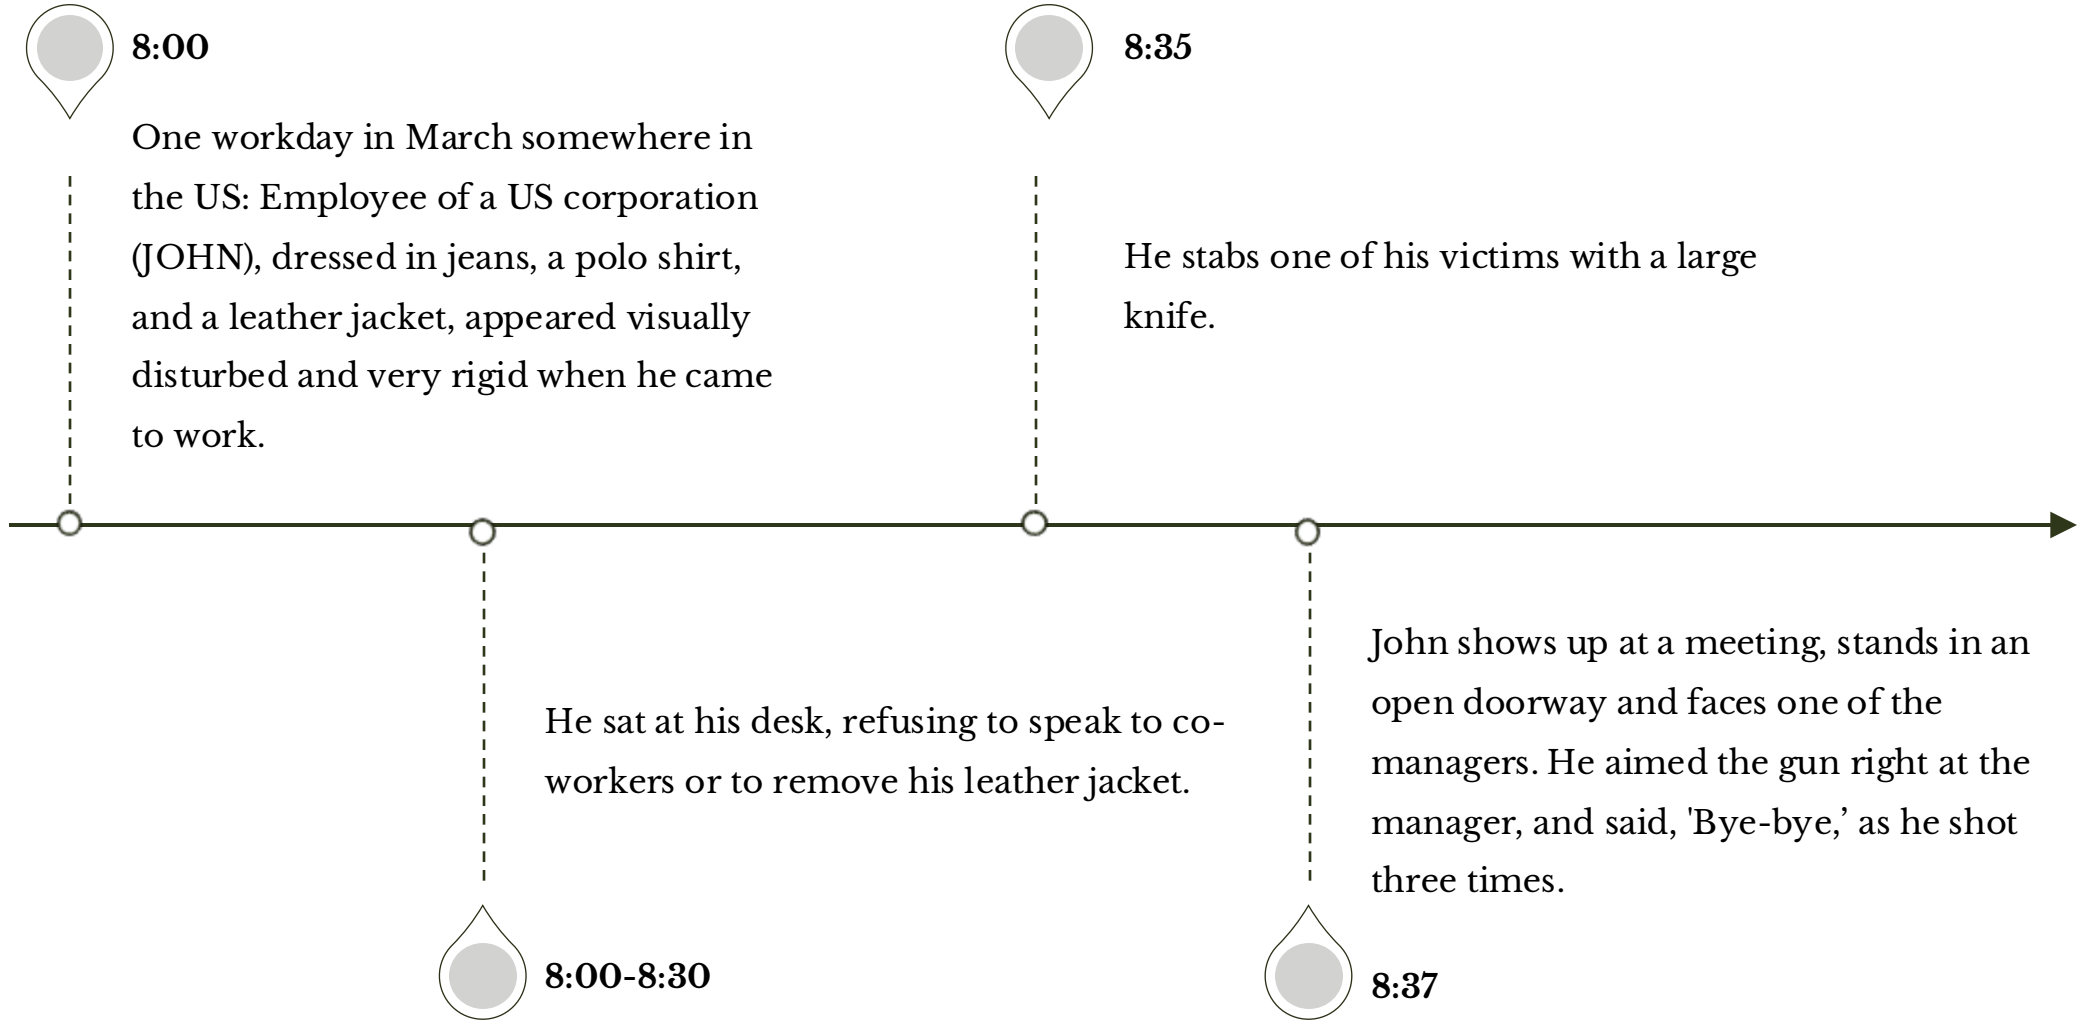 8:00
One workday in March somewhere in
the US: Employee of a US corporation
(JOHN), dressed in jeans, a polo shirt,
and a leather jacket, appeared visually
disturbed and very rigid when he came
to work.
He sat at his desk, refusing to speak to co-
workers or to remove his leather jacket.
8:00-8:30
8:35
He stabs one of his victims with a large
knife.
John shows up at a meeting, stands in an
open doorway and faces one of the
managers. He aimed the gun right at the
manager, and said, 'Bye-bye,’ as he shot
three times.
8:37